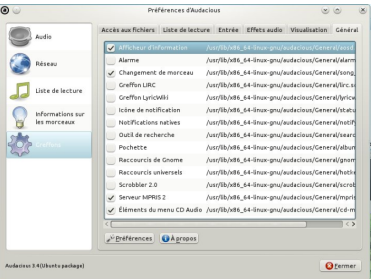 Préférences d'Audacious
Audio
Réseau
Liste de lecture
Informations sur
les morceaux
Greffons
Accès aux fichiers Liste de lecture Entrée Effets audio Visualisation Général
Afficheur d'information /usr/lib/x86_64-linux-gnu/audacious/General/aosd
Alarme /usr/lib/x86_64-linux-gnu/audacious/General/alarm
Changement de morceau /usr/lib/x86_64-linux-gnu/audacious/General/song_
Greffon LIRC /usr/lib/x86_64-linux-gnu/audacious/General/lirc.s
Greffon LyricWiki /usr/lib/x86_64-linux-gnu/audacious/General/lyricw
Icône de notification /usr/lib/x86_64-linux-gnu/audacious/General/statu
Notifications natives /usr/lib/x86_64-linux-gnu/audacious/General/notif
Outil de recherche /usr/lib/x86_64-linux-gnu/audacious/General/searc
Pochette /usr/lib/x86_64-linux-gnu/audacious/General/album
Raccourcis de Gnome /usr/lib/x86_64-linux-gnu/audacious/General/gnom
Raccourcis universels /usr/lib/x86_64-linux-gnu/audacious/General/hotke
Scrobbler 2.0 /usr/lib/x86_64-linux-gnu/audacious/General/scrob
Serveur MPRIS 2 /usr/lib/x86_64-linux-gnu/audacious/General/mpris
Éléments du menu CD Audio /usr/lib/x86_64-linux-gnu/audacious/General/cd-m
Préférences À propos
Audacious 3.4 (Ubuntu package)
Fermer